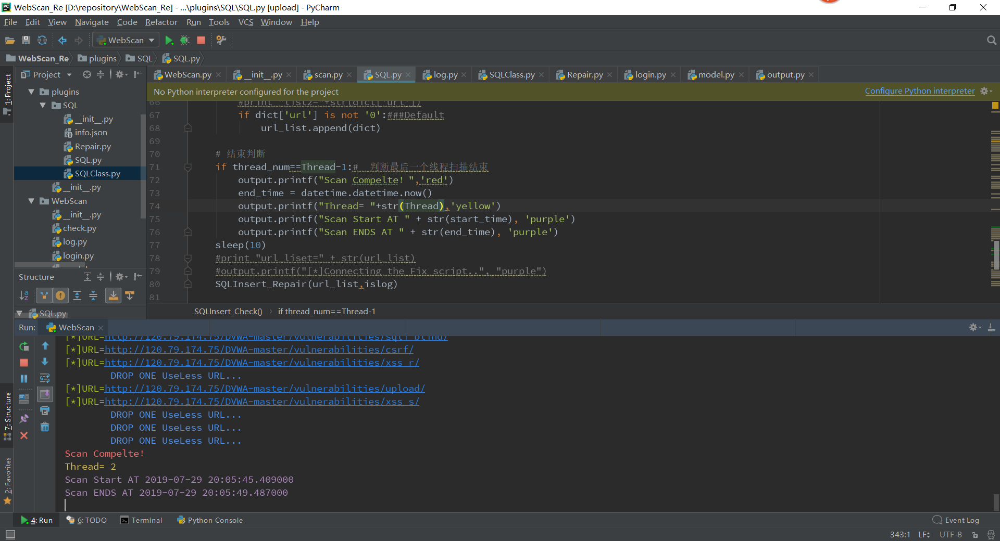 WebScan_Re [D:\repository\WebScan_Re] - ...\plugins\SQL\SQL.py [upload] - PyCharm
File Edit View Navigate Code Refactor Run Tools VCS Window Help
WebScan
WebScan_Re plugins SQL SQL.py
1: Project
Project
WebScan.py __init__.py scan.py SQL.py log.py SQLClass.py Repair.py login.py model.py output.py
No Python interpreter configured for the project
Configure Python interpreter
plugins
SQL
__init__.py
info.json
Repair.py
SQL.py
SQLClass.py
__init__.py
WebScan
__init__.py
check.py
log.py
login.py
66 #print "list2="+str(dict['url'])
67 if dict['url'] is not '0':###Default
68 url_list.append(dict)
69
70 # 结束判断
71 if thread_num==Thread-1:# 判断最后一个线程扫描结束
72 output.printf("Scan Compelte! ",'red')
73 end_time = datetime.datetime.now()
74 output.printf("Thread= "+str(Thread),'yellow')
75 output.printf("Scan Start AT " + str(start_time), 'purple')
76 output.printf("Scan ENDS AT " + str(end_time), 'purple')
77 sleep(10)
78 #print "url_liset=" + str(url_list)
79 #output.printf("[*]Connecting the Fix script..", "purple")
80 SQLInsert_Repair(url_list,islog)
81
SQLInsert_Check() › if thread_num==Thread-1
Structure
SQL.py
Run: WebScan
[*]URL=http://120.79.174.75/DVWA-master/vulnerabilities/sqli_blind/
[*]URL=http://120.79.174.75/DVWA-master/vulnerabilities/csrf/
[*]URL=http://120.79.174.75/DVWA-master/vulnerabilities/xss_r/
DROP ONE UseLess URL...
[*]URL=http://120.79.174.75/DVWA-master/vulnerabilities/upload/
[*]URL=http://120.79.174.75/DVWA-master/vulnerabilities/xss_s/
DROP ONE UseLess URL...
DROP ONE UseLess URL...
DROP ONE UseLess URL...
Scan Compelte!
Thread= 2
Scan Start AT 2019-07-29 20:05:45.409000
Scan ENDS AT 2019-07-29 20:05:49.487000
7: Structure
2: Favorites
4: Run 6: TODO Terminal Python Console
Event Log
343:1 LF UTF-8